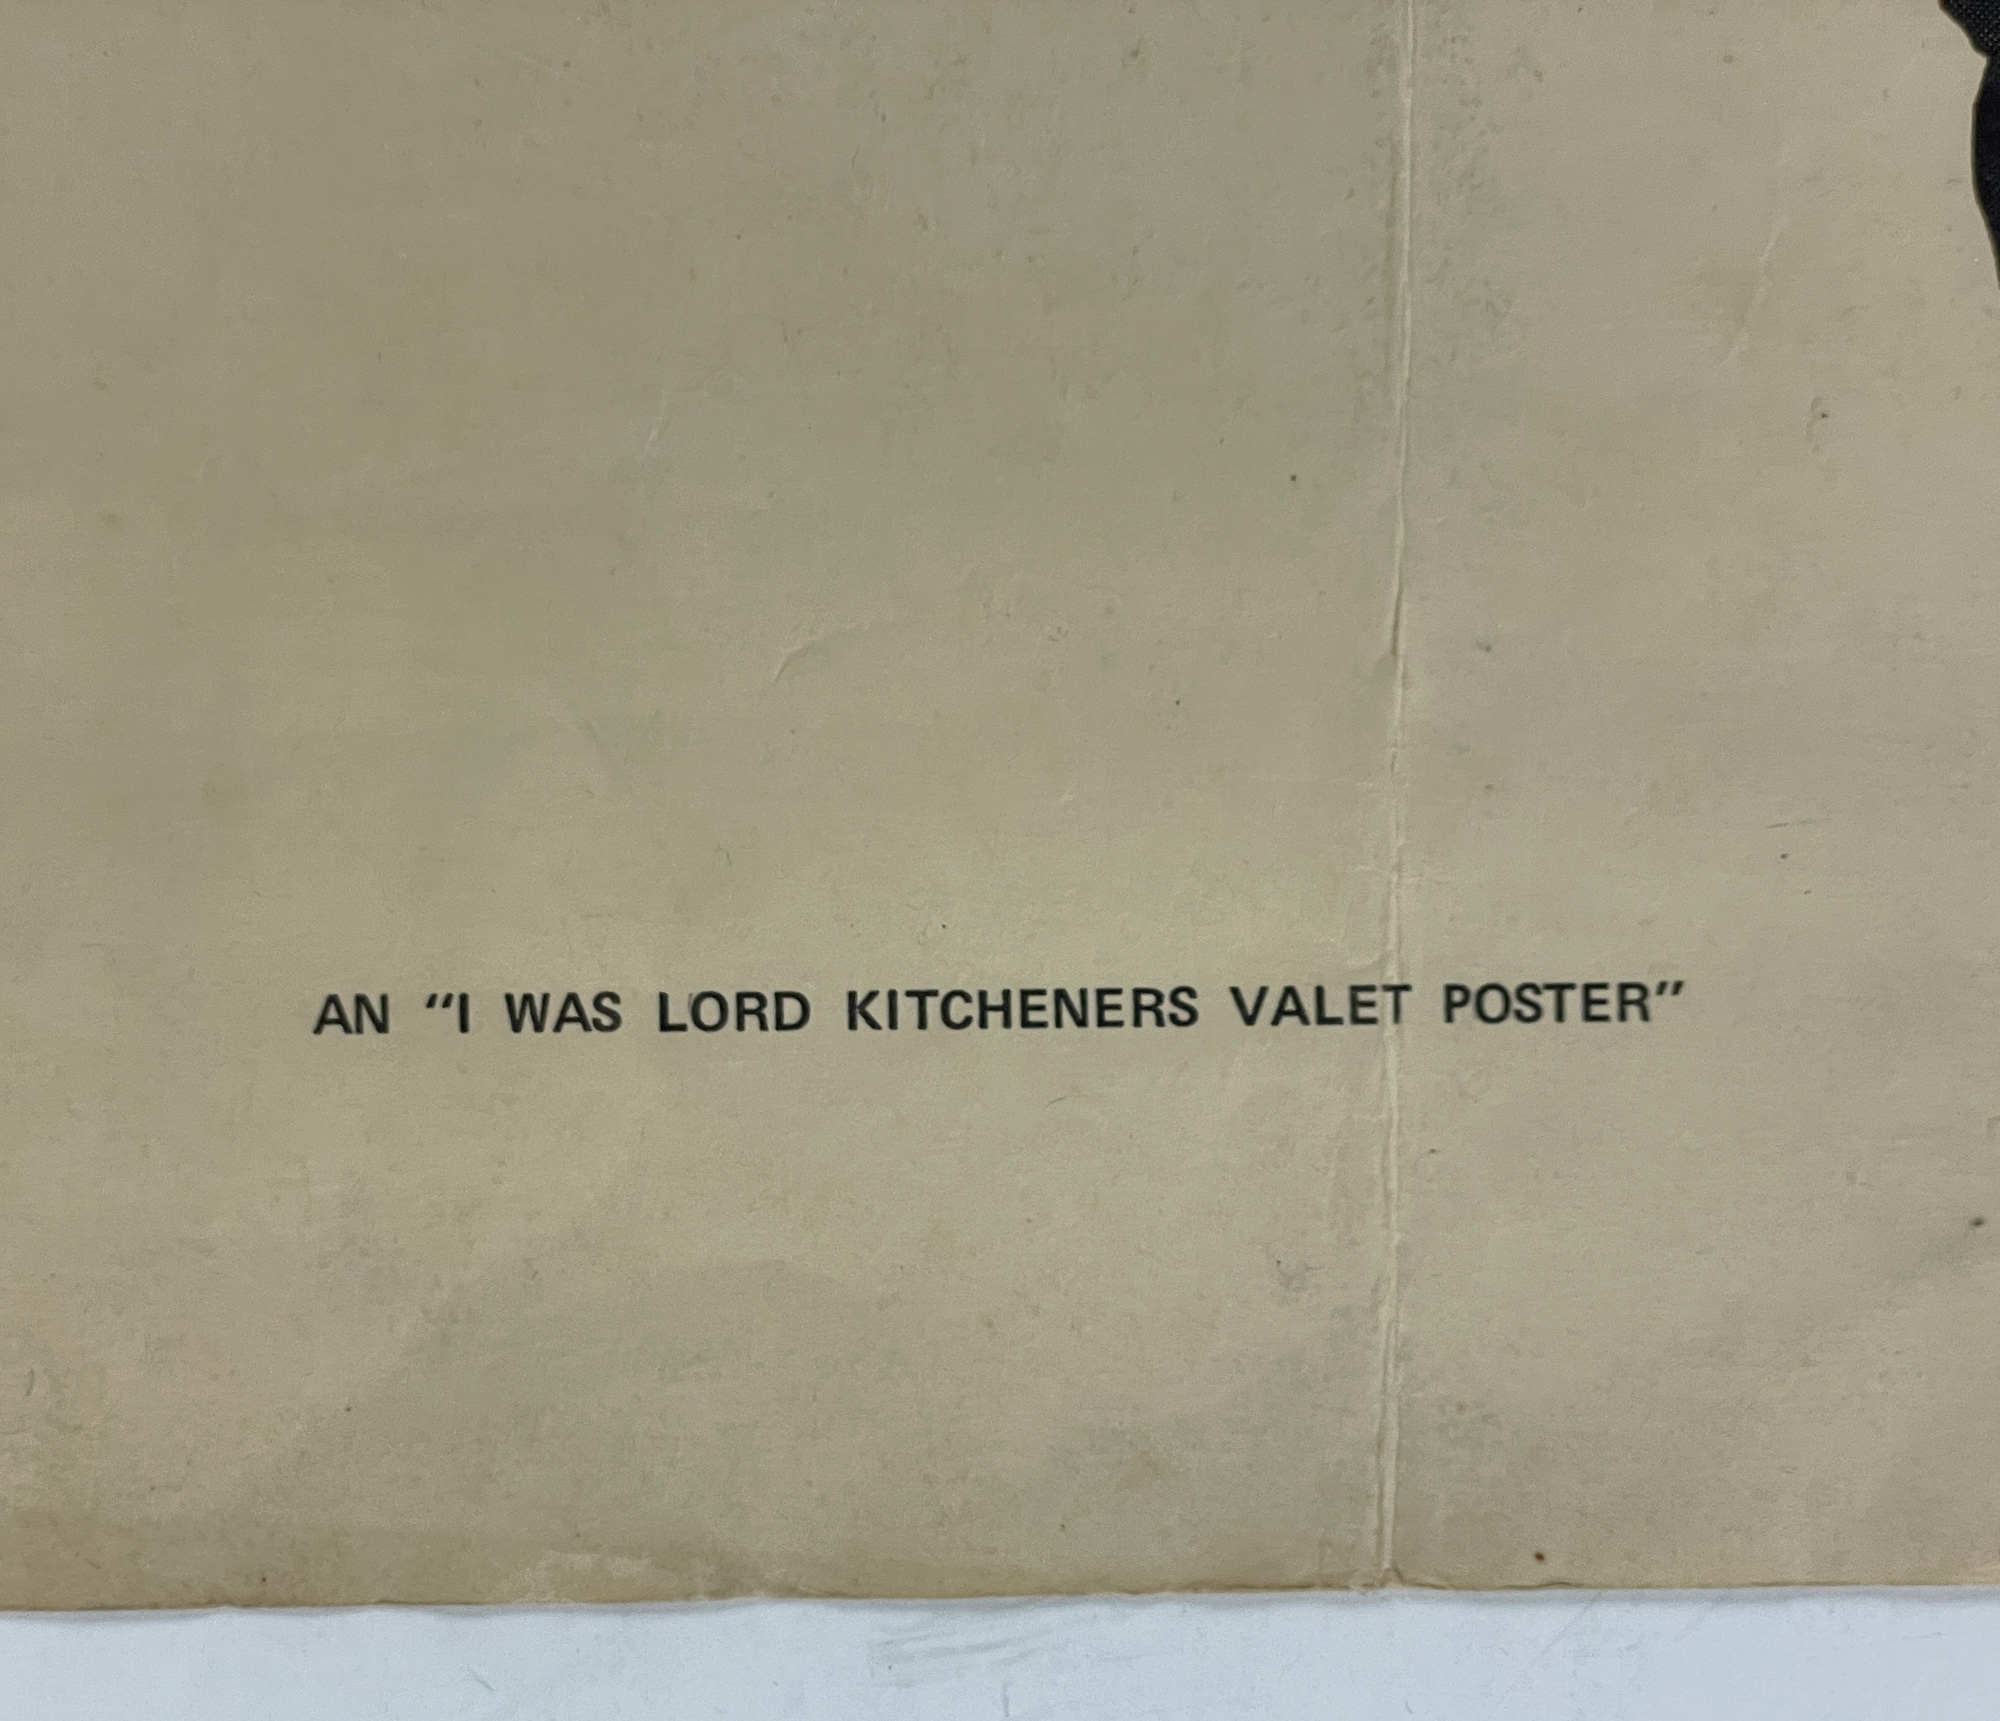 AN "I WAS LORD KITCHENERS VALET POSTER"